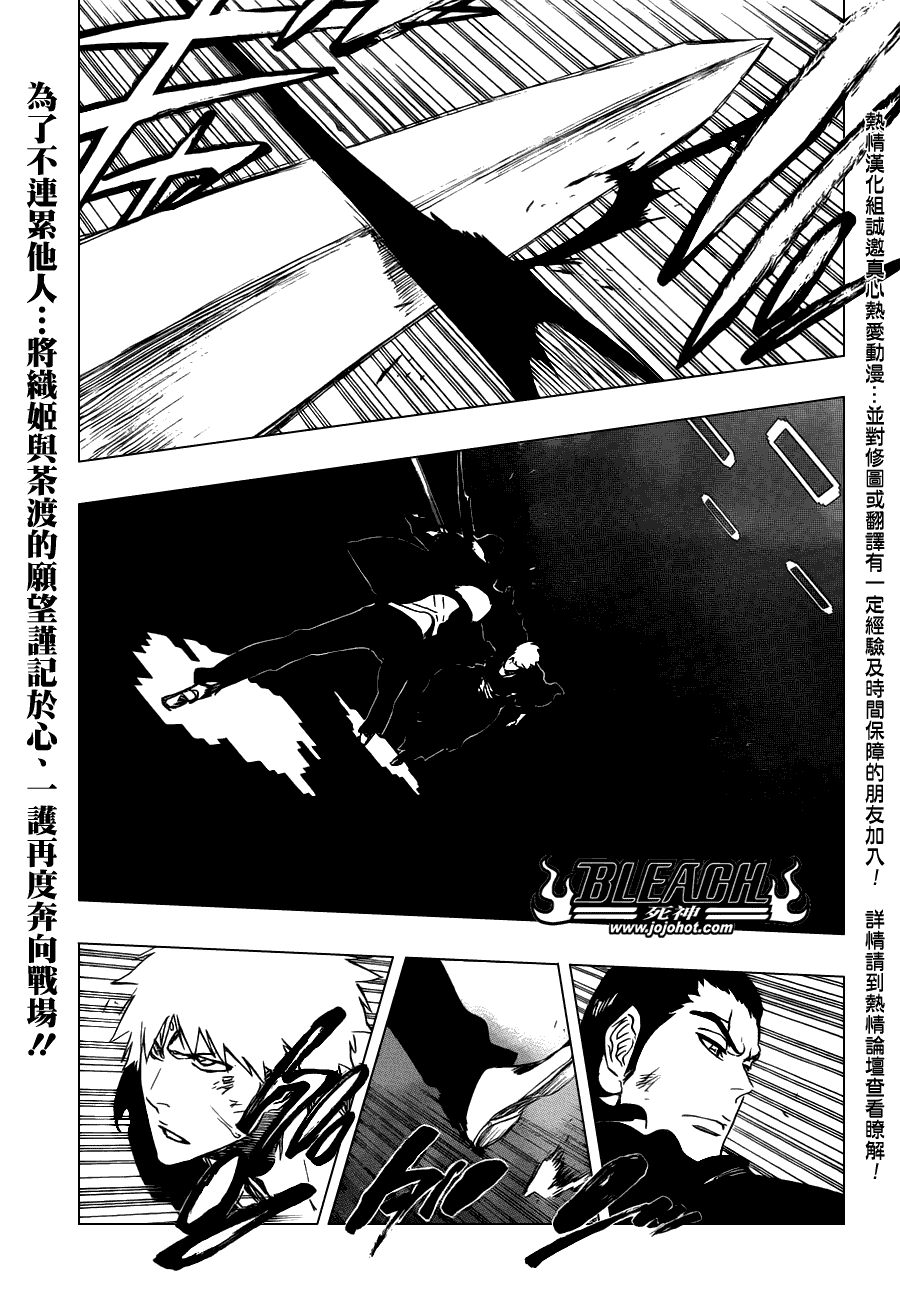 熱情漢化組誠邀真心熱愛動漫…並對修圖或翻譯有一定經驗及時間保障的朋友加入！ 詳情請到熱情論壇查看瞭解！
為了不連累他人…將織姬與茶渡的願望謹記於心、一護再度奔向戰場!!
BLEACH
死神
www.jojohot.com